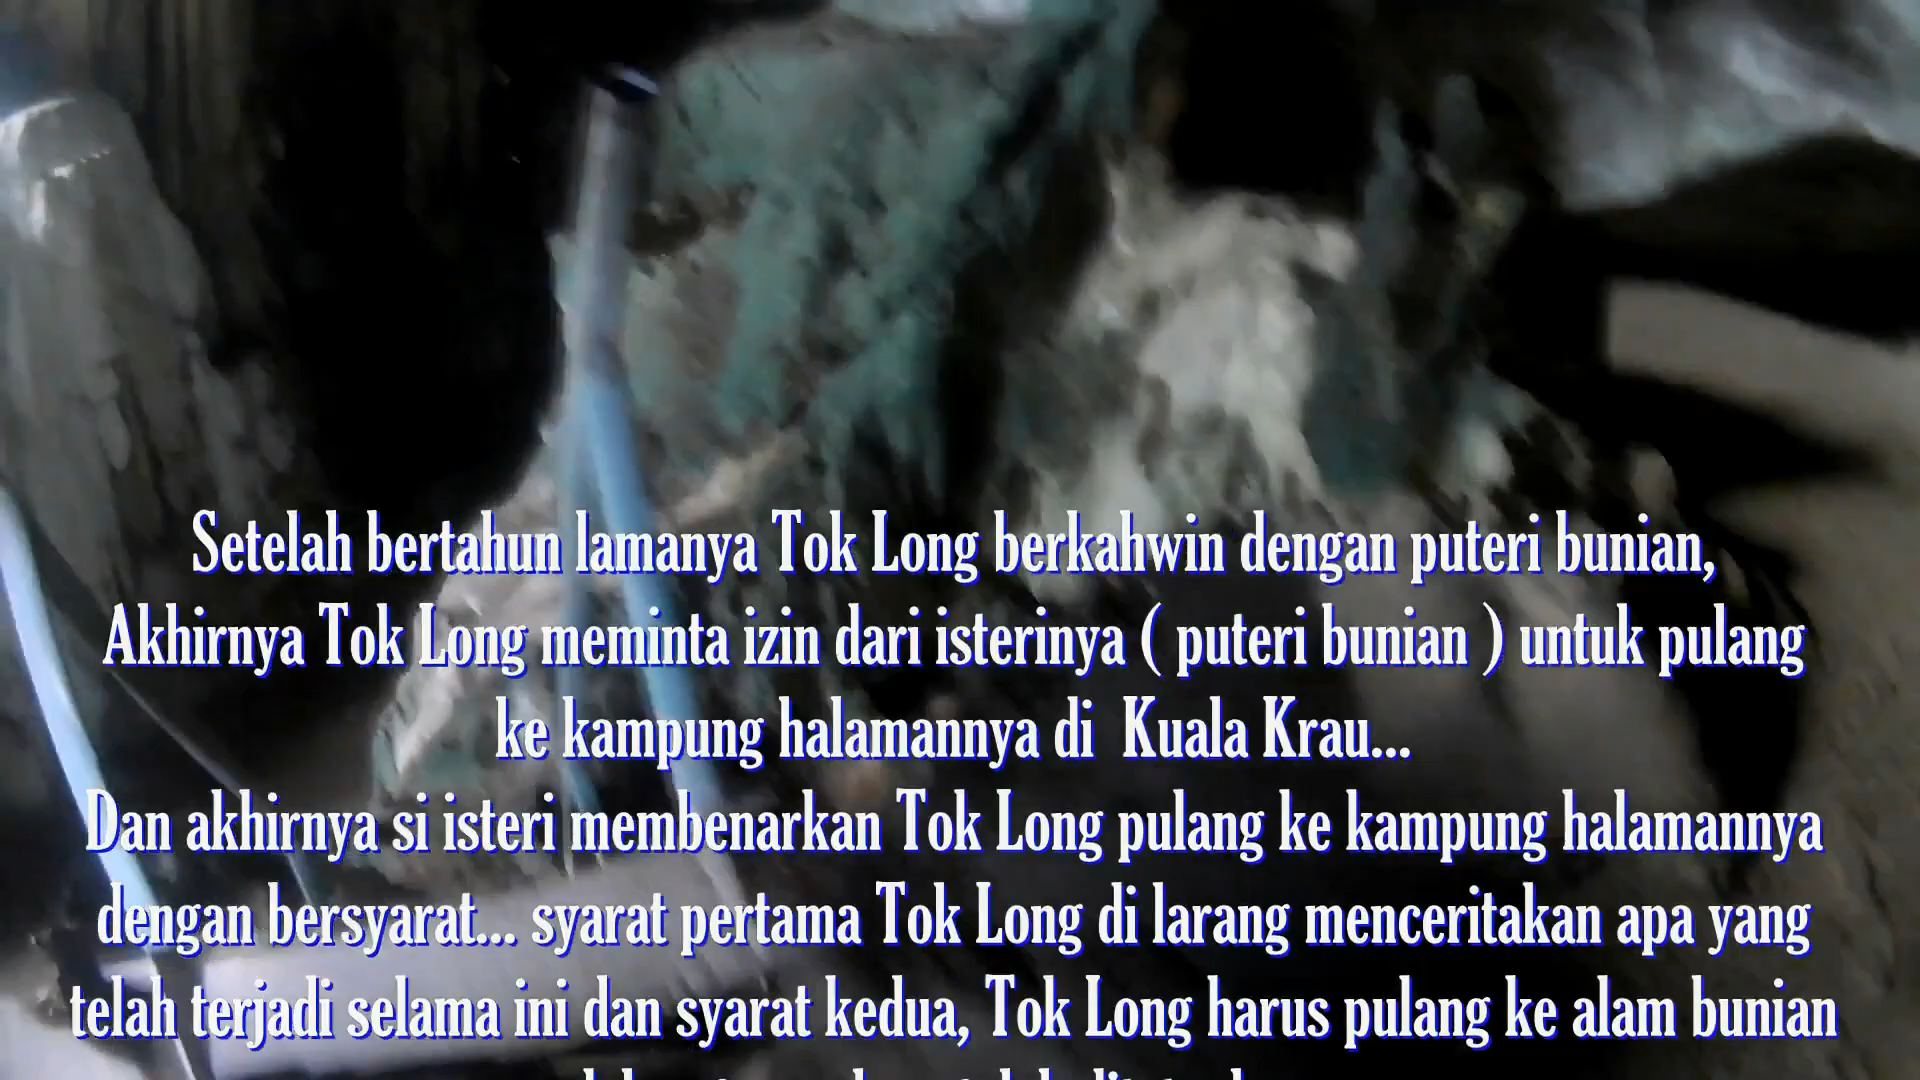 Setelah bertahun lamanya Tok Long berkahwin dengan puteri bunian,
Akhirnya Tok Long meminta izin dari isterinya ( puteri bunian ) untuk pulang
ke kampung halamannya di Kuala Krau...
Dan akhirnya si isteri membenarkan Tok Long pulang ke kampung halamannya
dengan bersyarat... syarat pertama Tok Long di larang menceritakan apa yang
telah terjadi selama ini dan syarat kedua, Tok Long harus pulang ke alam bunian